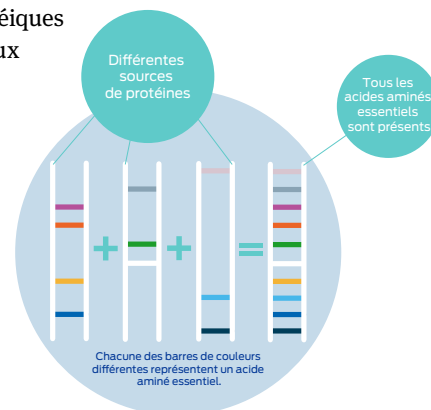 éiques
ux
Différentes
sources
de protéines
Tous les
acides aminés
essentiels
sont présents
+
+
=
Chacune des barres de couleurs
différentes représentent un acide
aminé essentiel.